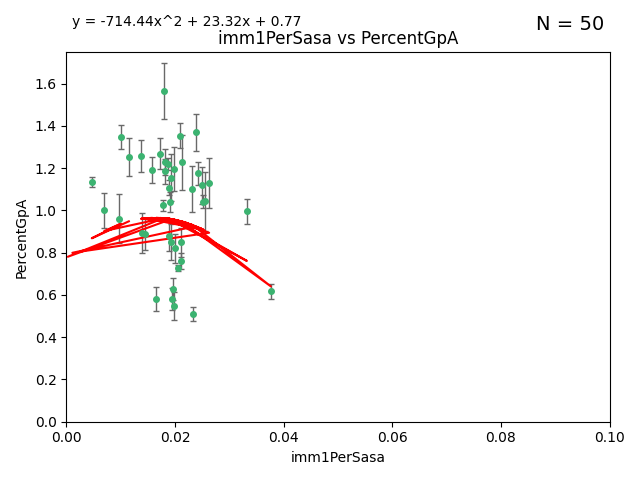 y = -714.44x^2 + 23.32x + 0.77
N = 50
imm1PerSasa vs PercentGpA
PercentGpA
1.6
1.4
1.2
1.0
0.8
0.6
0.4
0.2
0.0
0.00 0.02 0.04 0.06 0.08 0.10
imm1PerSasa